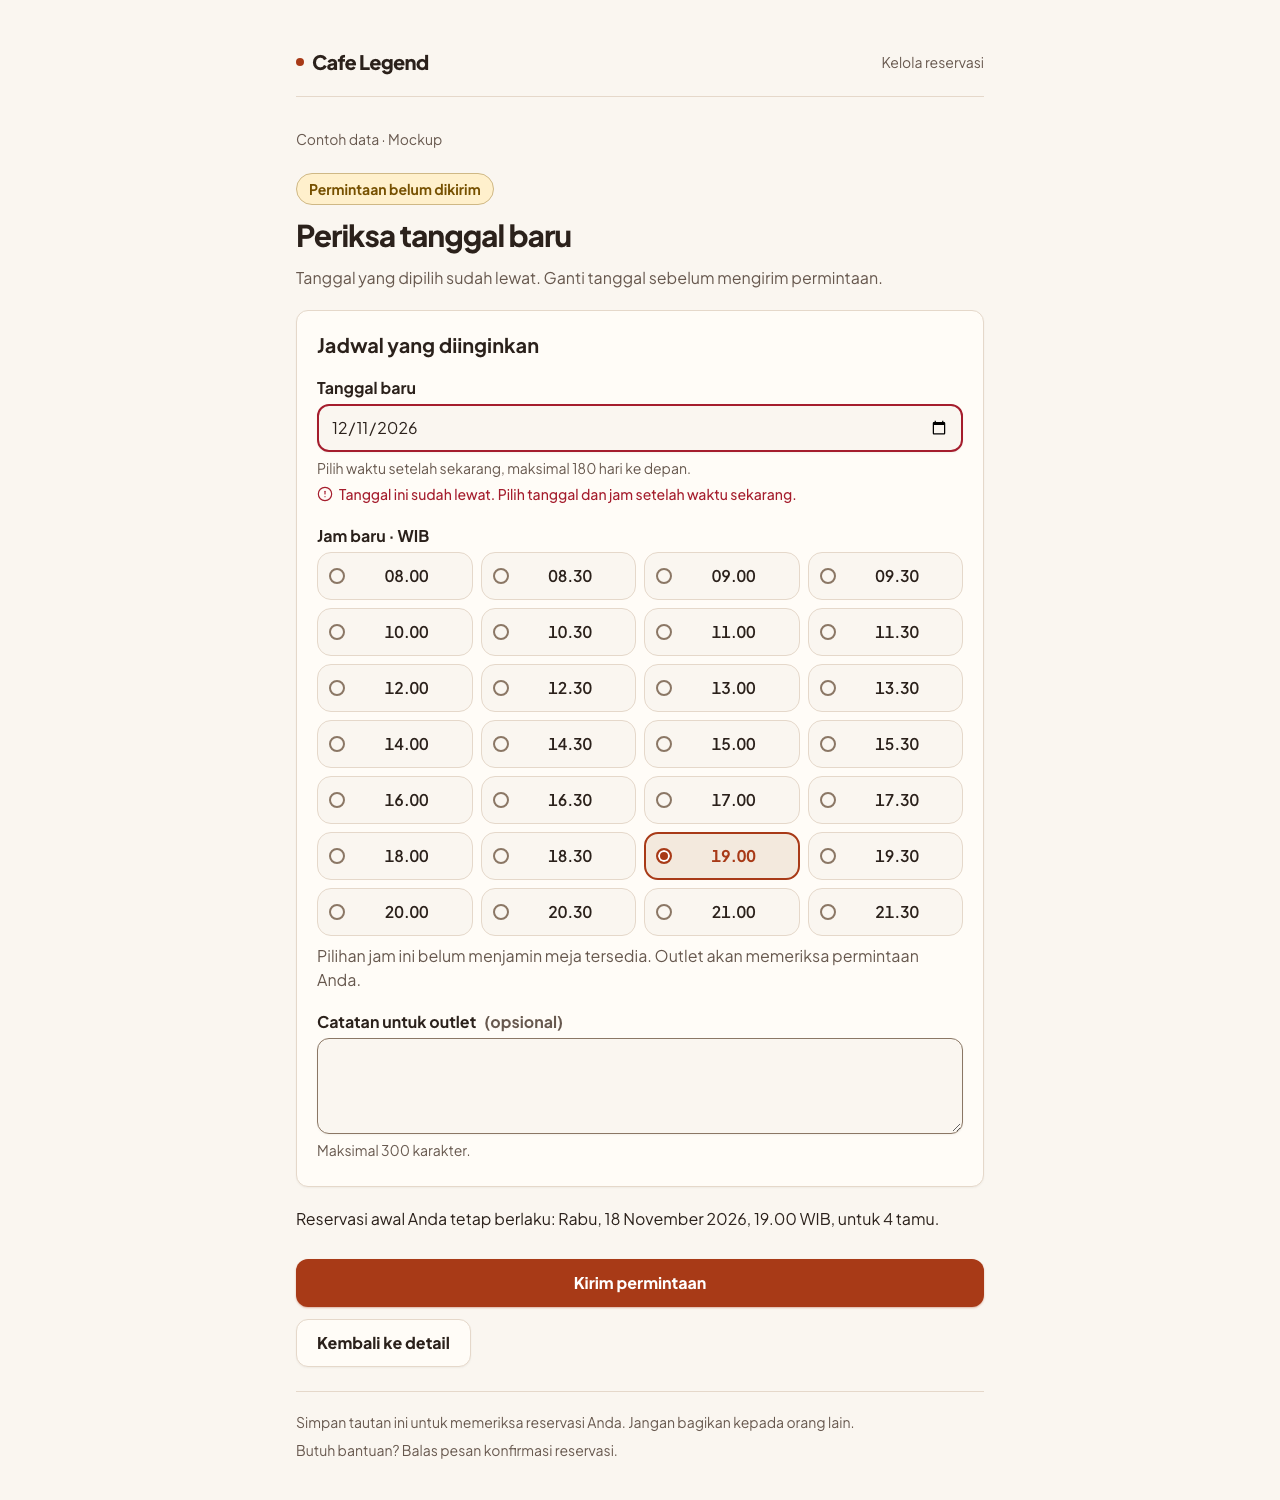 Cafe Legend
Kelola reservasi
Contoh data · Mockup
Permintaan belum dikirim
Periksa tanggal baru
Tanggal yang dipilih sudah lewat. Ganti tanggal sebelum mengirim permintaan.
Jadwal yang diinginkan
Tanggal baru
12/11/2026
Pilih waktu setelah sekarang, maksimal 180 hari ke depan.
Tanggal ini sudah lewat. Pilih tanggal dan jam setelah waktu sekarang.
Jam baru · WIB
08.00 08.30 09.00 09.30
10.00 10.30 11.00 11.30
12.00 12.30 13.00 13.30
14.00 14.30 15.00 15.30
16.00 16.30 17.00 17.30
18.00 18.30 19.00 19.30
20.00 20.30 21.00 21.30
Pilihan jam ini belum menjamin meja tersedia. Outlet akan memeriksa permintaan
Anda.
Catatan untuk outlet (opsional)
Maksimal 300 karakter.
Reservasi awal Anda tetap berlaku: Rabu, 18 November 2026, 19.00 WIB, untuk 4 tamu.
Kirim permintaan
Kembali ke detail
Simpan tautan ini untuk memeriksa reservasi Anda. Jangan bagikan kepada orang lain.
Butuh bantuan? Balas pesan konfirmasi reservasi.